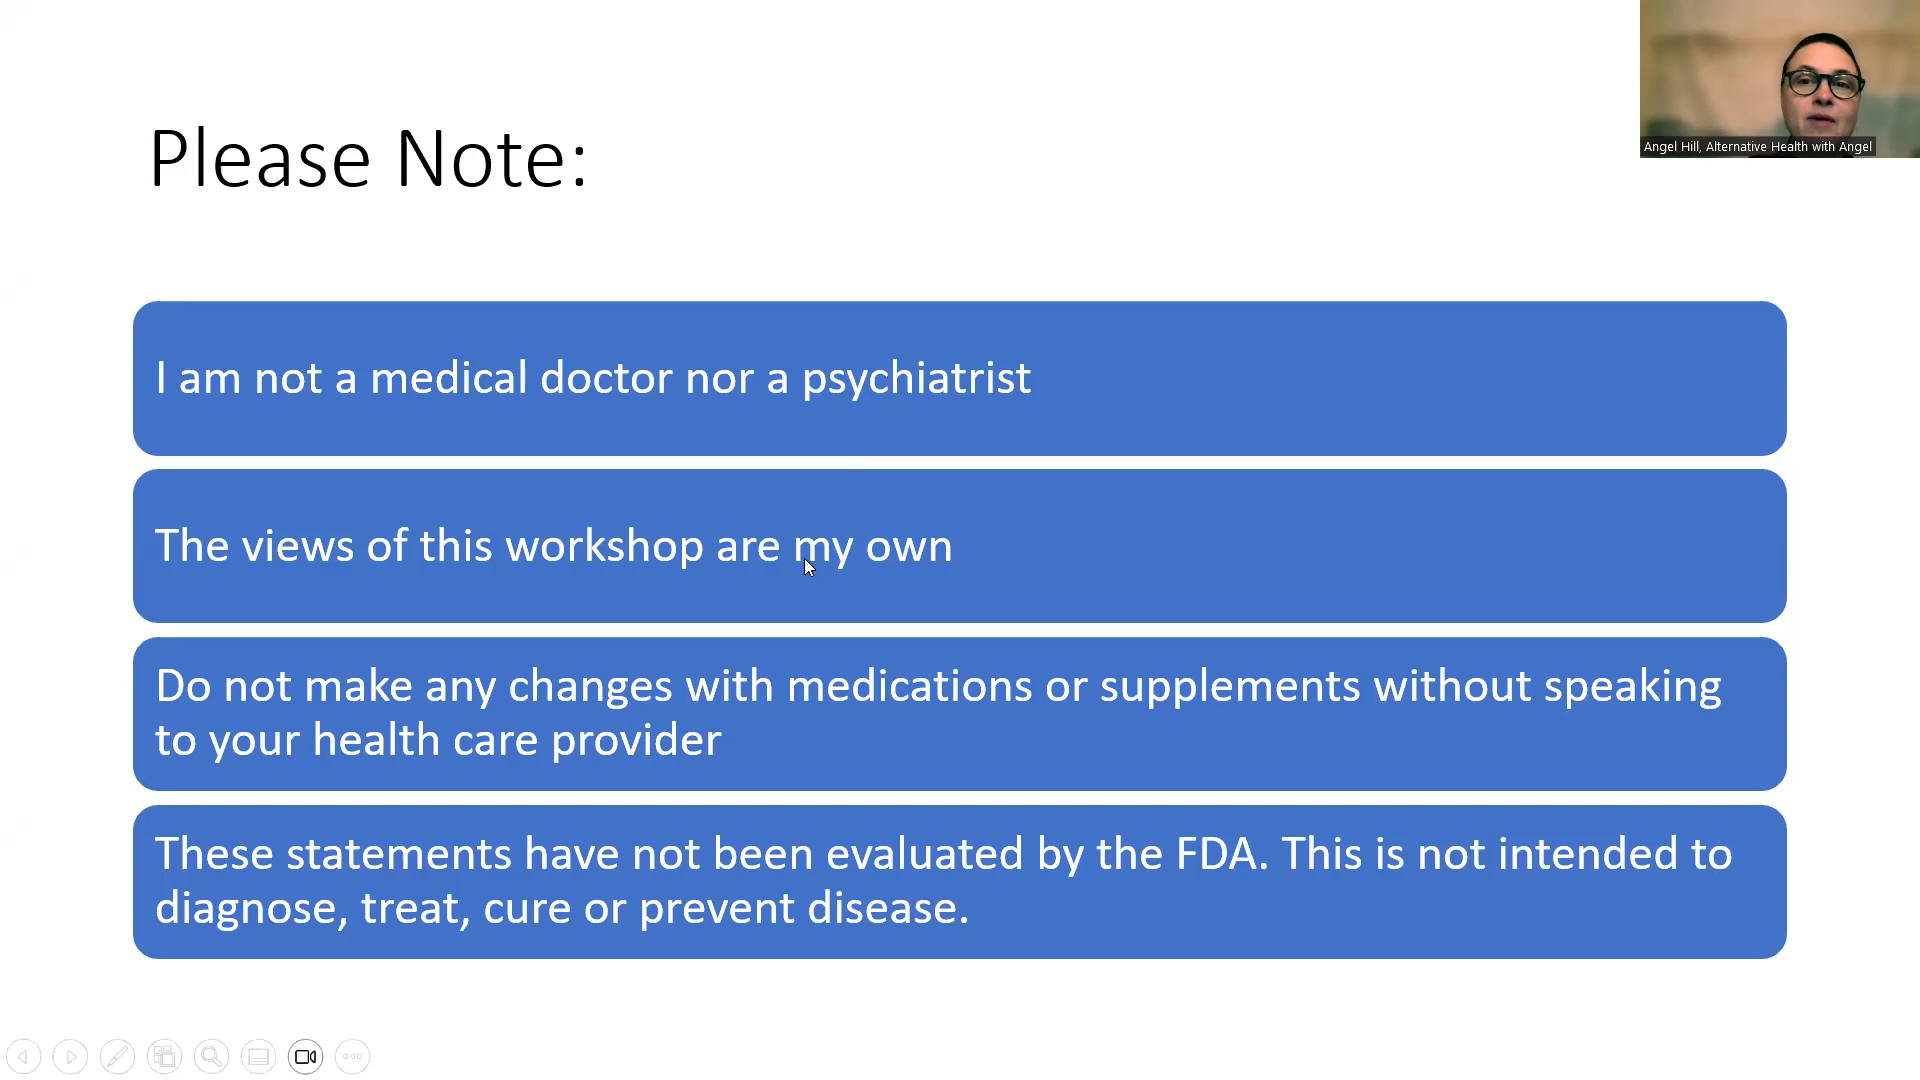 Angel Hill, Alternative Health with Angel
Please Note:
I am not a medical doctor nor a psychiatrist
The views of this workshop are my own
Do not make any changes with medications or supplements without speaking
to your health care provider
These statements have not been evaluated by the FDA. This is not intended to
diagnose, treat, cure or prevent disease.